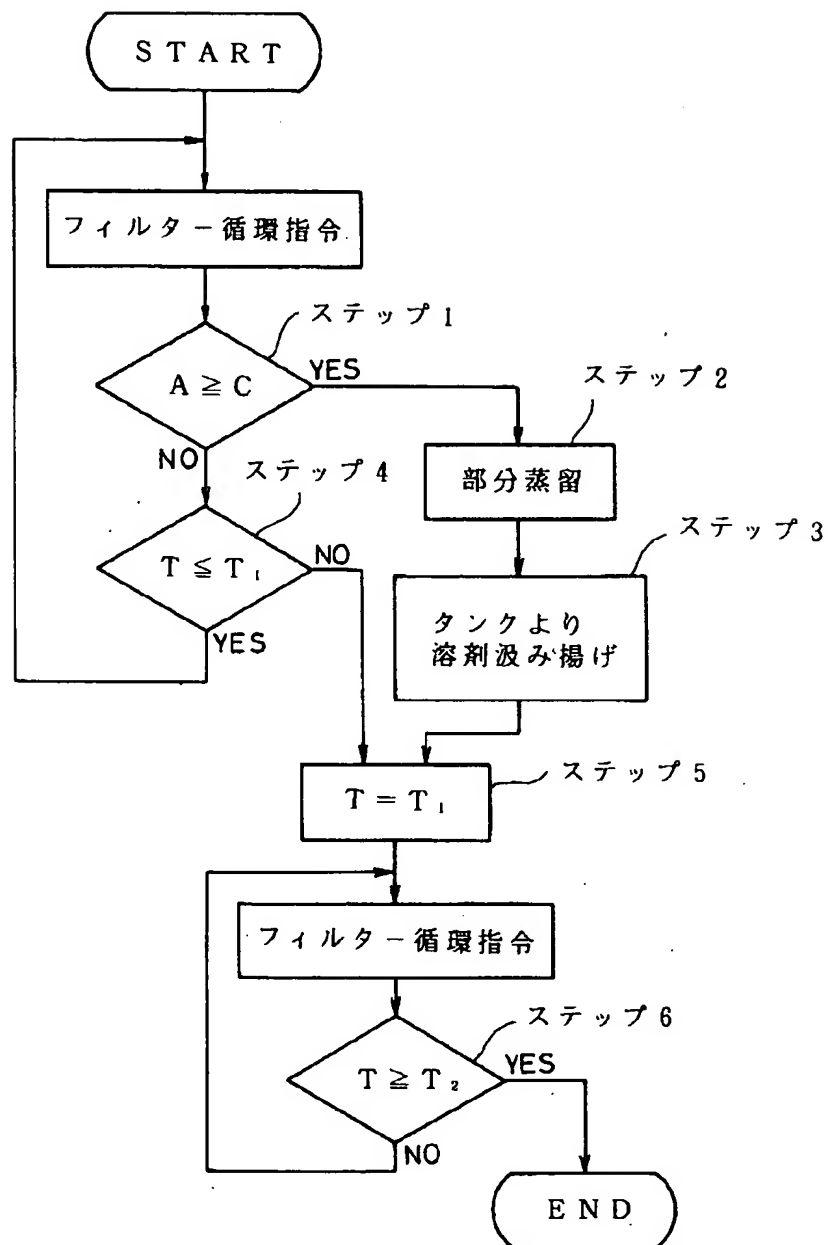 START
フィルター循環指令
ステップ1
A≧C
YES
NO
ステップ2
部分蒸留
ステップ4
T≦T₁
NO
YES
ステップ3
タンクより
溶剤汲み揚げ
ステップ5
T=T₁
フィルター循環指令
ステップ6
T≧T₂
YES
NO
END